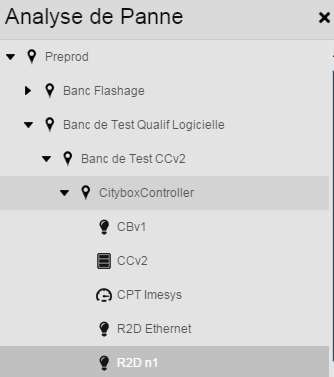 Analyse de Panne
Preprod
Banc Flashage
Banc de Test Qualif Logicielle
Banc de Test CCv2
CityboxController
CBv1
CCv2
CPT Imesys
R2D Ethernet
R2D n1